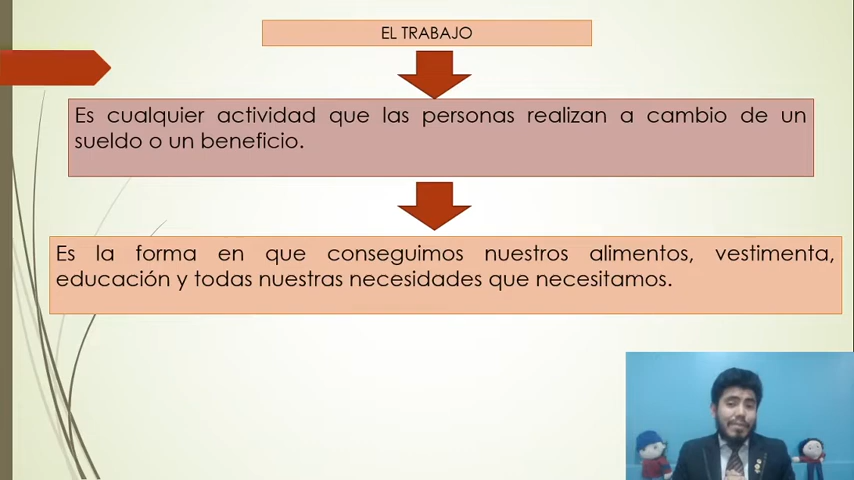 EL TRABAJO
Es cualquier actividad que las personas realizan a cambio de un
sueldo o un beneficio.
Es la forma en que conseguimos nuestros alimentos, vestimenta,
educación y todas nuestras necesidades que necesitamos.